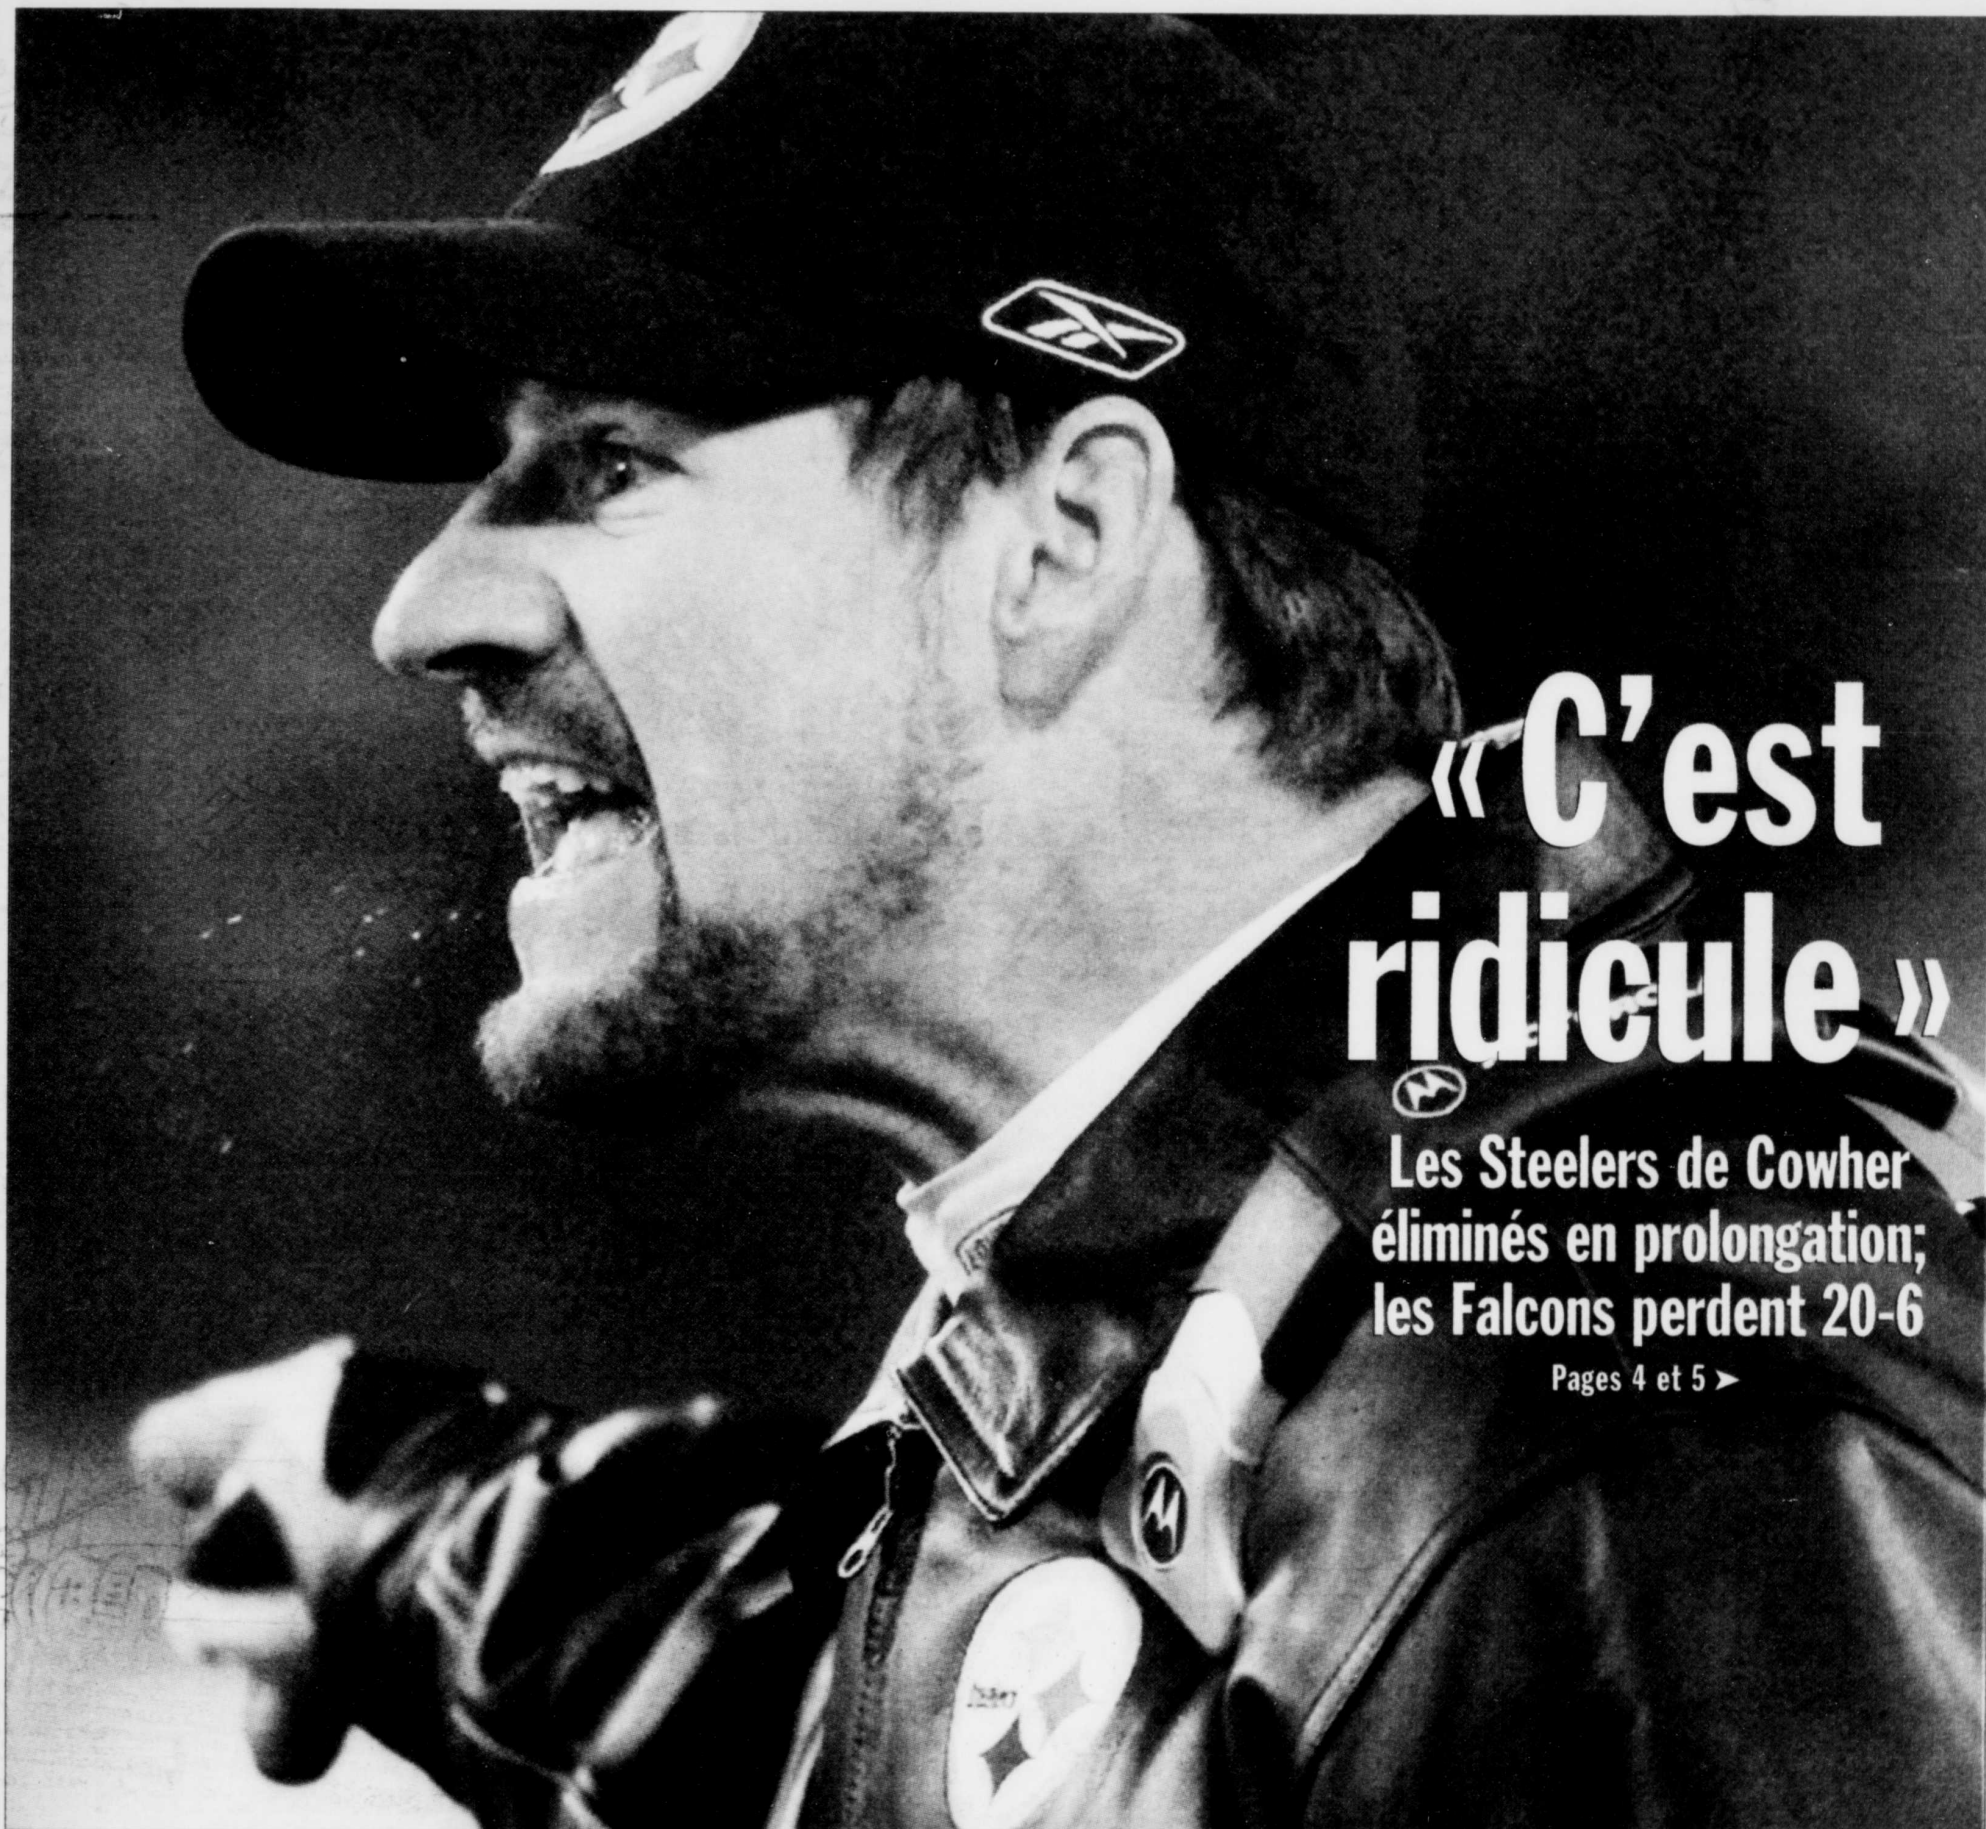 « C’est
ridicule »
Les Steelers de Cowher
éliminés en prolongation;
les Falcons perdent 20-6
Pages 4 et 5 ➤